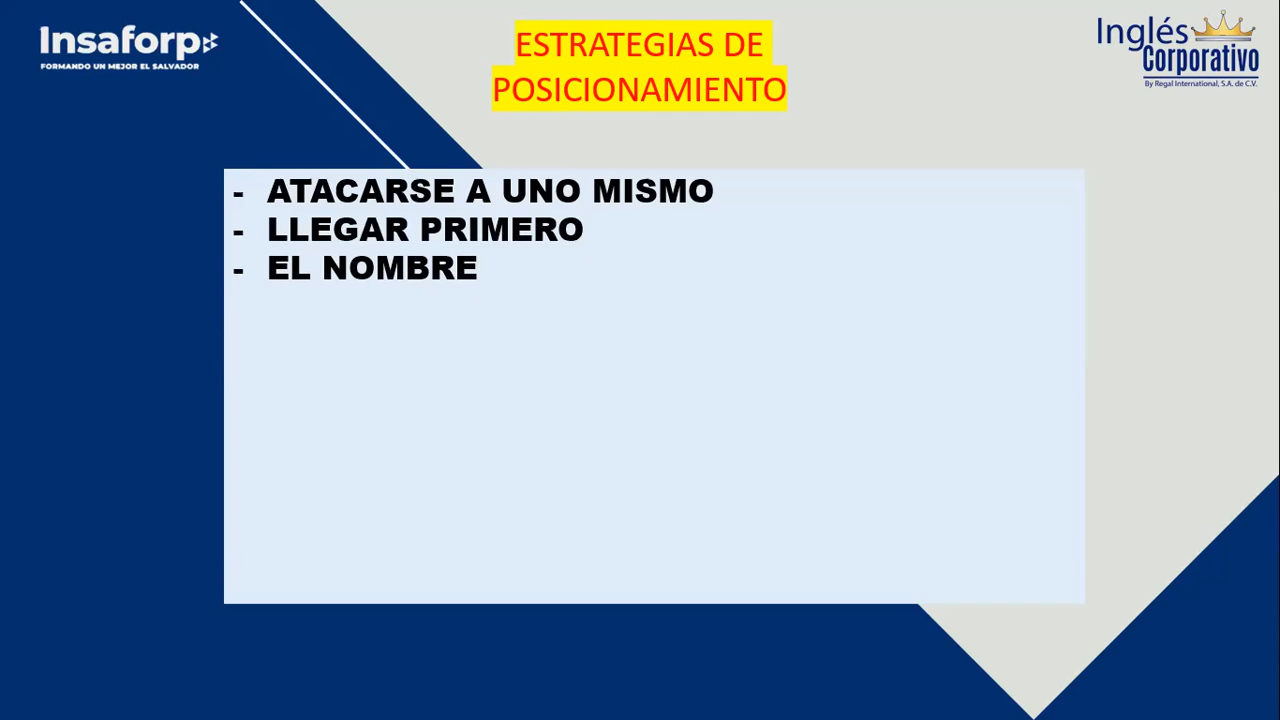 Insaforp
FORMANDO UN MEJOR EL SALVADOR
ESTRATEGIAS DE
POSICIONAMIENTO
Inglés
Corporativo
By Regal International, S.A. de C.V.
- ATACARSE A UNO MISMO
- LLEGAR PRIMERO
- EL NOMBRE